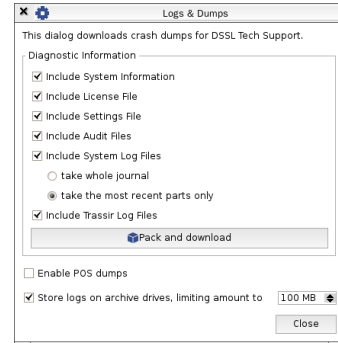 Logs & Dumps
This dialog downloads crash dumps for DSSL Tech Support.
Diagnostic Information
Include System Information
Include License File
Include Settings File
Include Audit Files
Include System Log Files
take whole journal
take the most recent parts only
Include Trassir Log Files
Pack and download
Enable POS dumps
Store logs on archive drives, limiting amount to 100 MB
Close